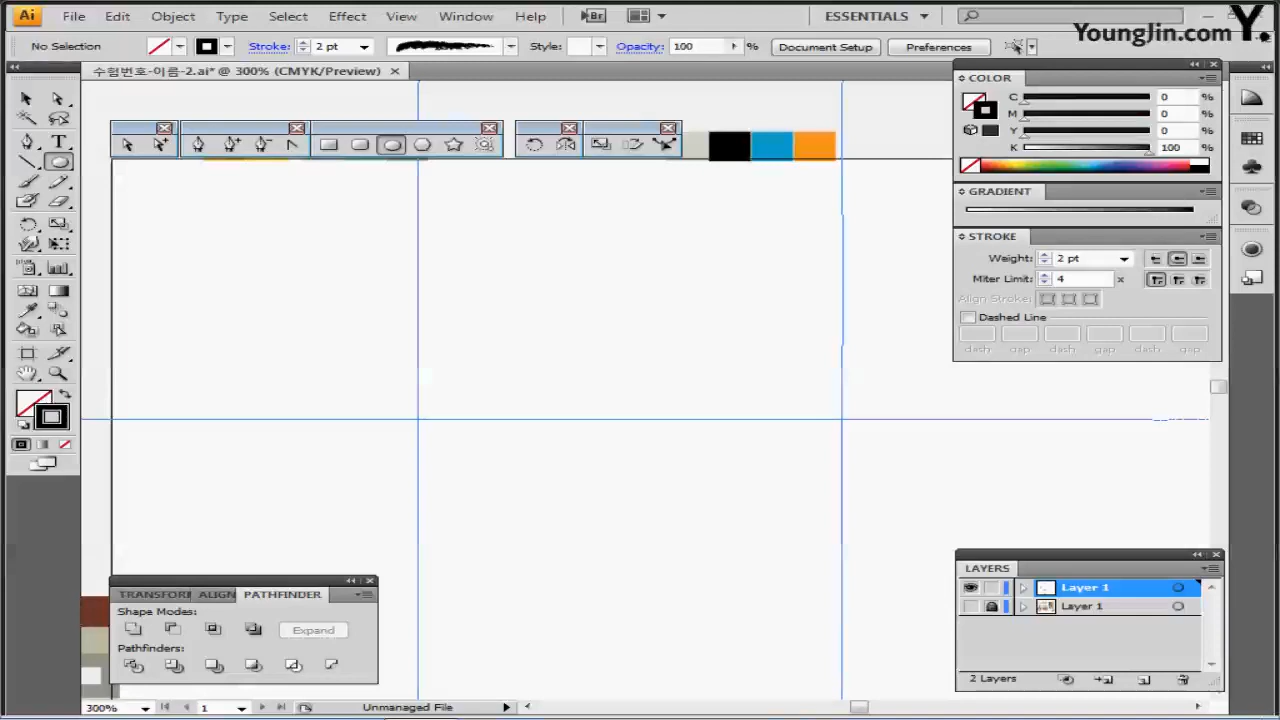 Ai File Edit Object Type Select Effect View Window Help Br ESSENTIALS
Y.
YoungJin.com
No Selection Stroke: 2 pt Style: Opacity: 100 % Document Setup Preferences
수험번호-이름-2.ai* @ 300% (CMYK/Preview)
COLOR
C 0 %
M 0 %
Y 0 %
K 100 %
GRADIENT
STROKE
Weight: 2 pt
Miter Limit: 4 x
Align Stroke:
Dashed Line
dash gap dash gap dash gap
TRANSFORM ALIGN PATHFINDER
Shape Modes:
Expand
Pathfinders:
LAYERS
Layer 1
Layer 1
2 Layers
300% 1 Unmanaged File